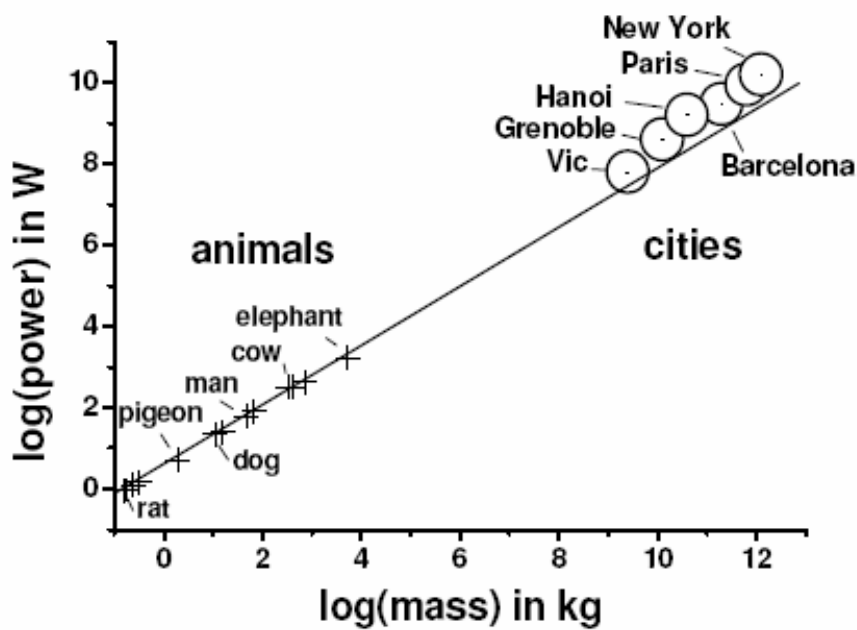 New York
Paris
Hanoi
Grenoble
Vic
Barcelona
animals
cities
elephant
cow
man
pigeon
dog
rat
log(power) in W
10
8
6
4
2
0
0 2 4 6 8 10 12
log(mass) in kg